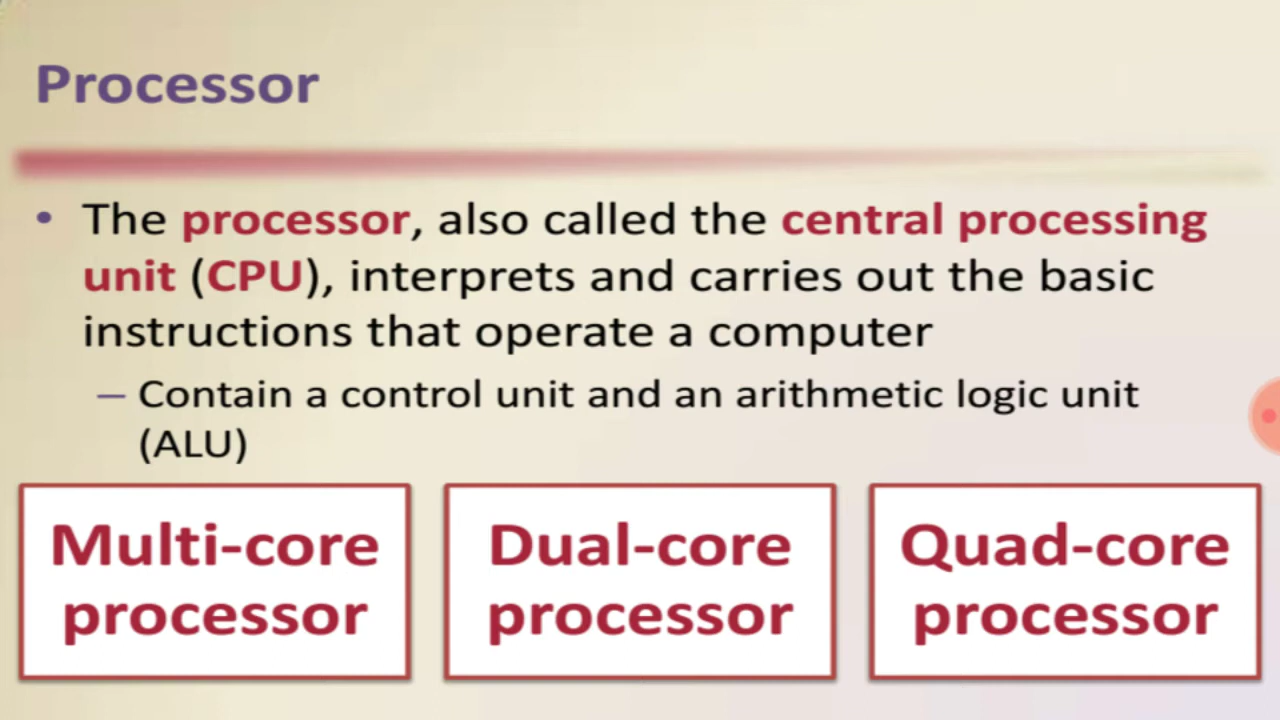 Processor
• The processor, also called the central processing
unit (CPU), interprets and carries out the basic
instructions that operate a computer
– Contain a control unit and an arithmetic logic unit
(ALU)
Multi-core
processor
Dual-core
processor
Quad-core
processor